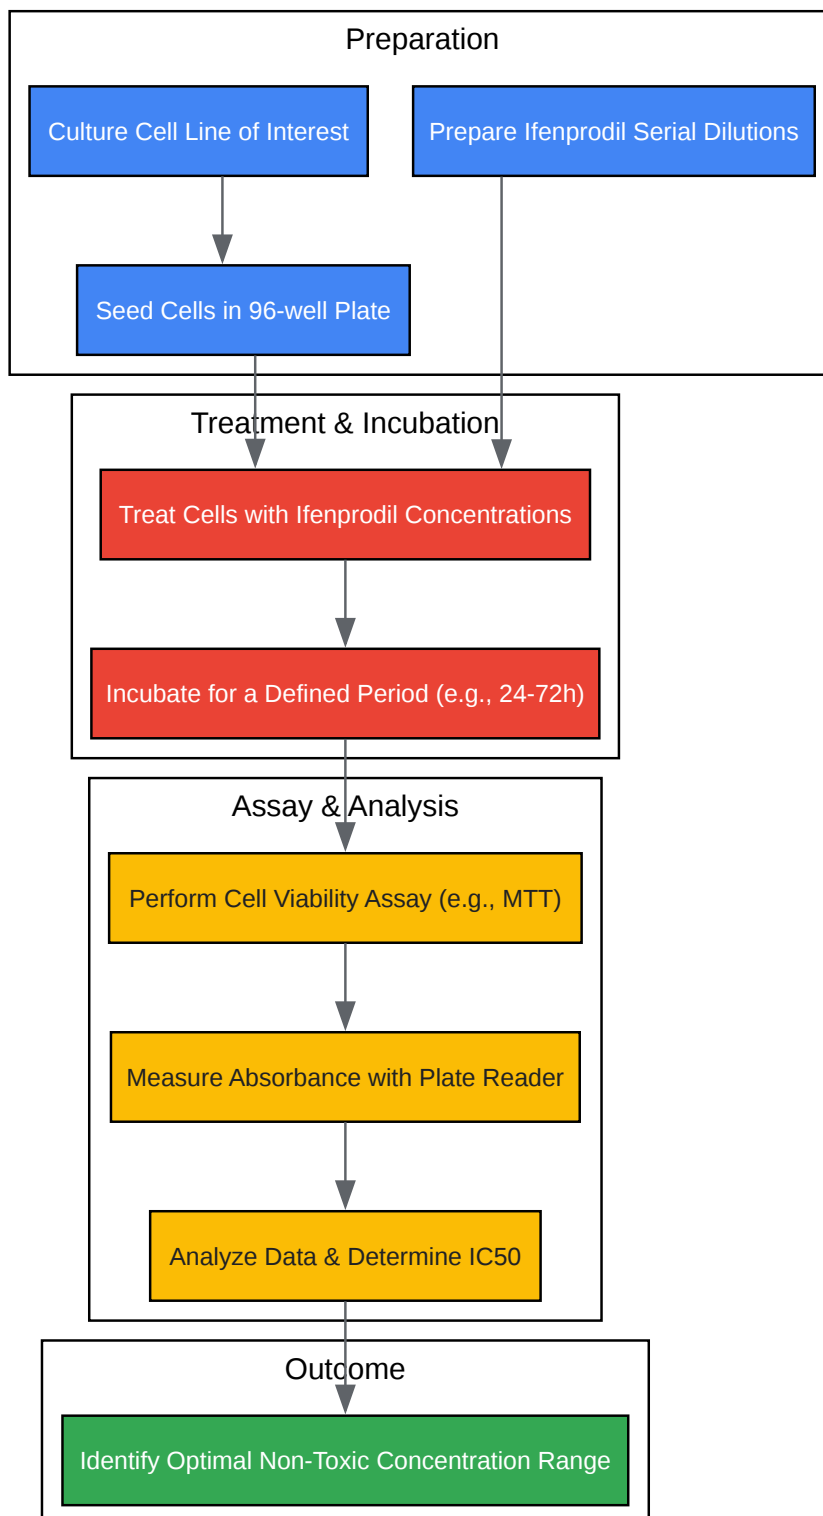 Preparation
Culture Cell Line of Interest
Prepare Ifenprodil Serial Dilutions
Seed Cells in 96-well Plate
Treatment & Incubation
Treat Cells with Ifenprodil Concentrations
Incubate for a Defined Period (e.g., 24-72h)
Assay & Analysis
Perform Cell Viability Assay (e.g., MTT)
Measure Absorbance with Plate Reader
Analyze Data & Determine IC50
Outcome
Identify Optimal Non-Toxic Concentration Range